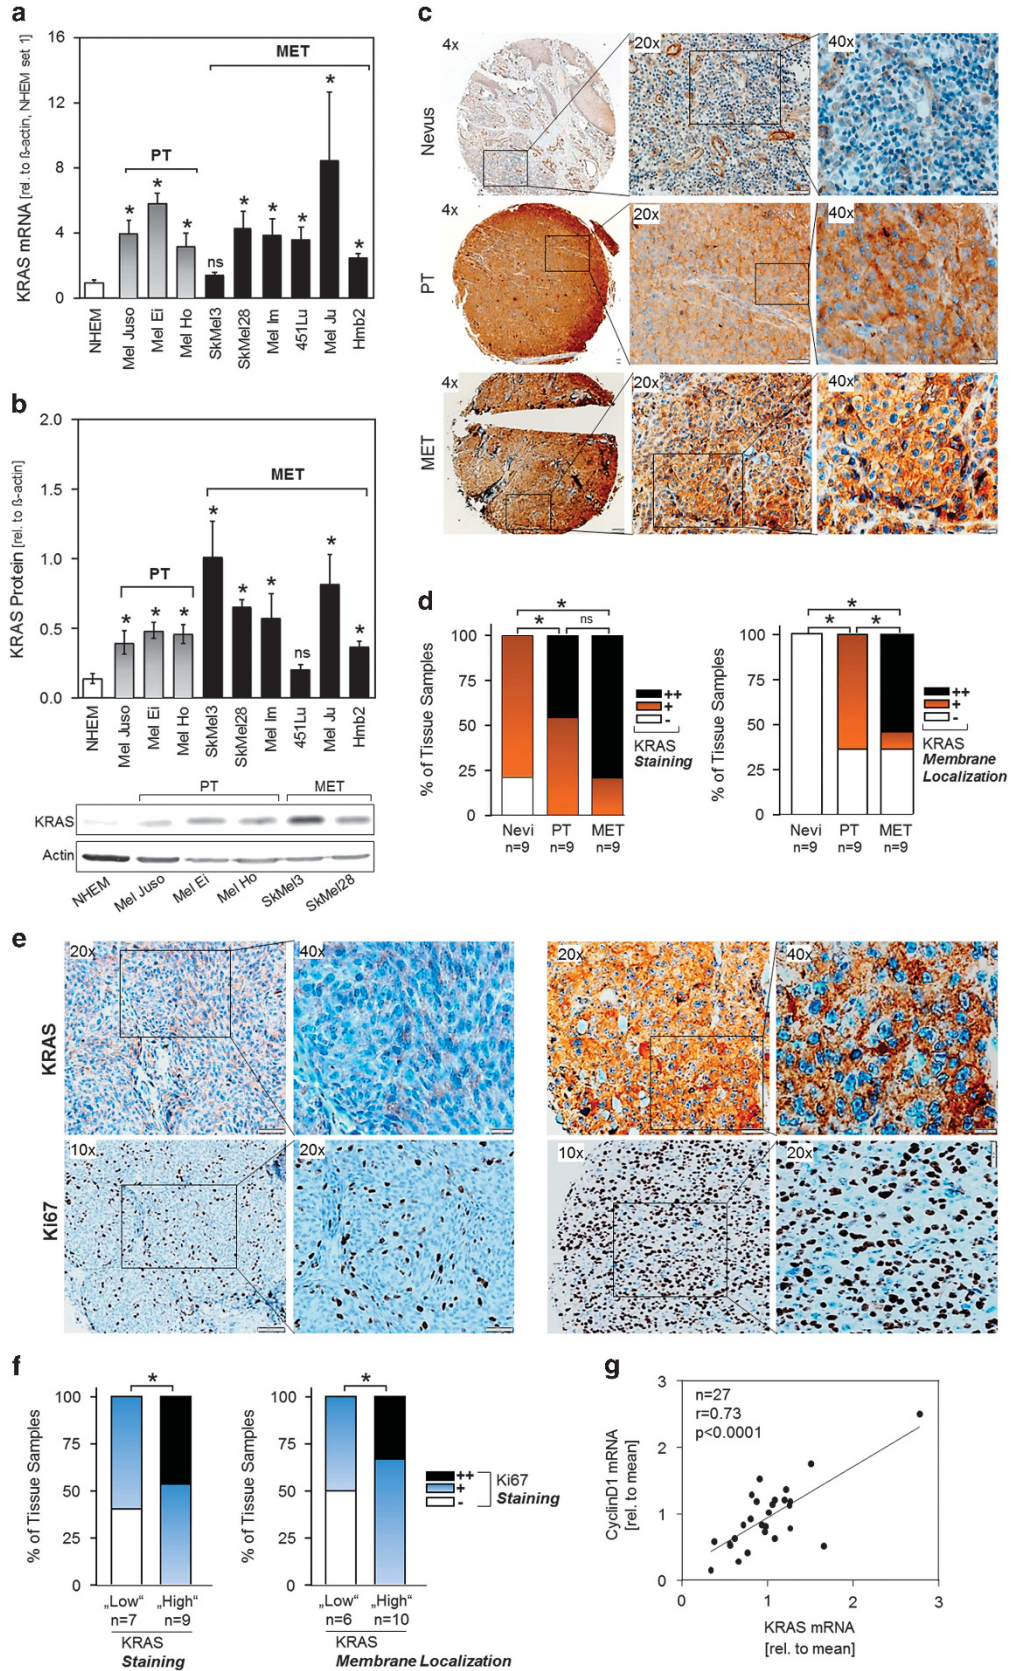 a
KRAS mRNA [rel. to ß-actin, NHEM set 1]
16
12
8
4
0
MET
PT
*
*
*
ns
*
*
*
*
*
NHEM
Mel Juso
Mel Ei
Mel Ho
SkMel3
SkMel28
Mel Im
451Lu
Mel Ju
Hmb2
b
KRAS Protein [rel. to ß-actin]
2.0
1.5
1.0
0.5
0.0
MET
PT
*
*
*
*
*
*
ns
*
*
NHEM
Mel Juso
Mel Ei
Mel Ho
SkMel3
SkMel28
Mel Im
451Lu
Mel Ju
Hmb2
PT
MET
KRAS
Actin
NHEM
Mel Juso
Mel Ei
Mel Ho
SkMel3
SkMel28
c
Nevus
4x
20x
40x
PT
4x
20x
40x
MET
4x
20x
40x
d
% of Tissue Samples
100
75
50
25
0
*
*
ns
Nevi
n=9
PT
n=9
MET
n=9
++
+
-
KRAS
Staining
% of Tissue Samples
100
75
50
25
0
*
*
*
Nevi
n=9
PT
n=9
MET
n=9
++
+
-
KRAS
Membrane
Localization
e
KRAS
20x
40x
20x
40x
Ki67
10x
20x
10x
20x
f
% of Tissue Samples
100
75
50
25
0
*
„Low“
n=7
„High“
n=9
KRAS
Staining
% of Tissue Samples
100
75
50
25
0
*
„Low“
n=6
„High“
n=10
KRAS
Membrane Localization
++
+
-
Ki67
Staining
g
CyclinD1 mRNA
[rel. to mean]
3
2
1
0
n=27
r=0.73
p<0.0001
0
1
2
3
KRAS mRNA
[rel. to mean]